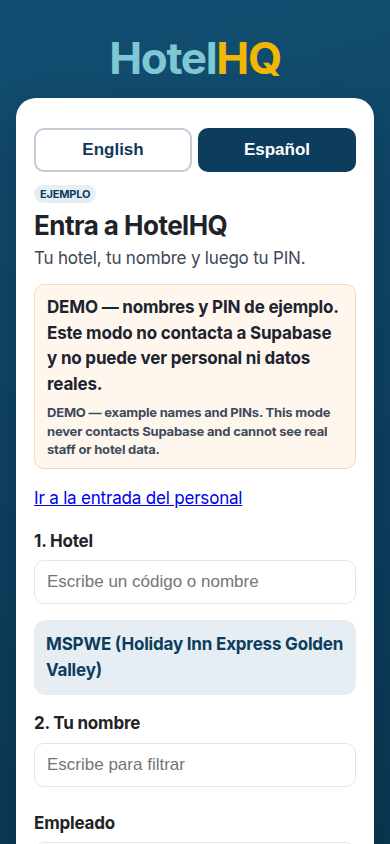 HotelHQ
English
Español
EJEMPLO
Entra a HotelHQ
Tu hotel, tu nombre y luego tu PIN.
DEMO — nombres y PIN de ejemplo.
Este modo no contacta a Supabase
y no puede ver personal ni datos
reales.
DEMO — example names and PINs. This mode
never contacts Supabase and cannot see real
staff or hotel data.
Ir a la entrada del personal
1. Hotel
Escribe un código o nombre
MSPWE (Holiday Inn Express Golden
Valley)
2. Tu nombre
Escribe para filtrar
Empleado